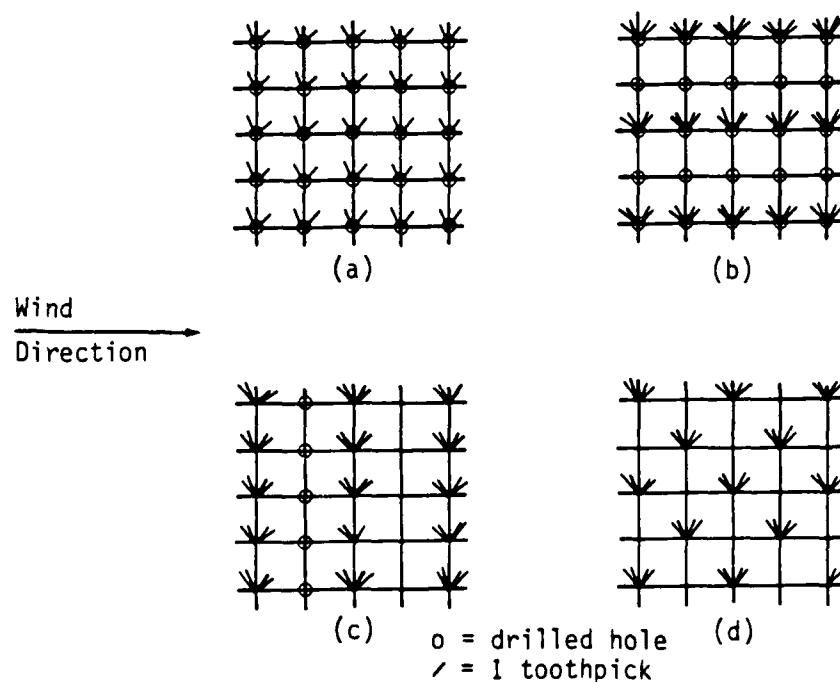 (a)
(b)
Wind
Direction
(c)
(d)
o = drilled hole
/ = 1 toothpick